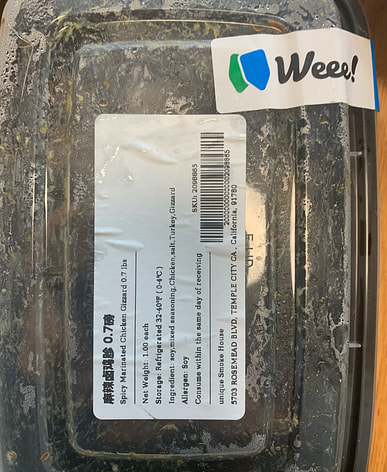 Weee!
麻辣卤鸡胗 0.7磅
Spicy Marinated Chicken Gizzard 0.7 lbs
Net Weight: 1.00 each
Storage: Refrigerated 32-40°F ( 0-4℃ )
Ingredient: soy,mixed seasoning,Chicken,salt,Turkey,Gizzard
Allergen: Soy
Consume within the same day of receiving
unique Smoke House
5703 ROSEMEAD BLVD, TEMPLE CITY CA , California, 91780
SKU: 2098865